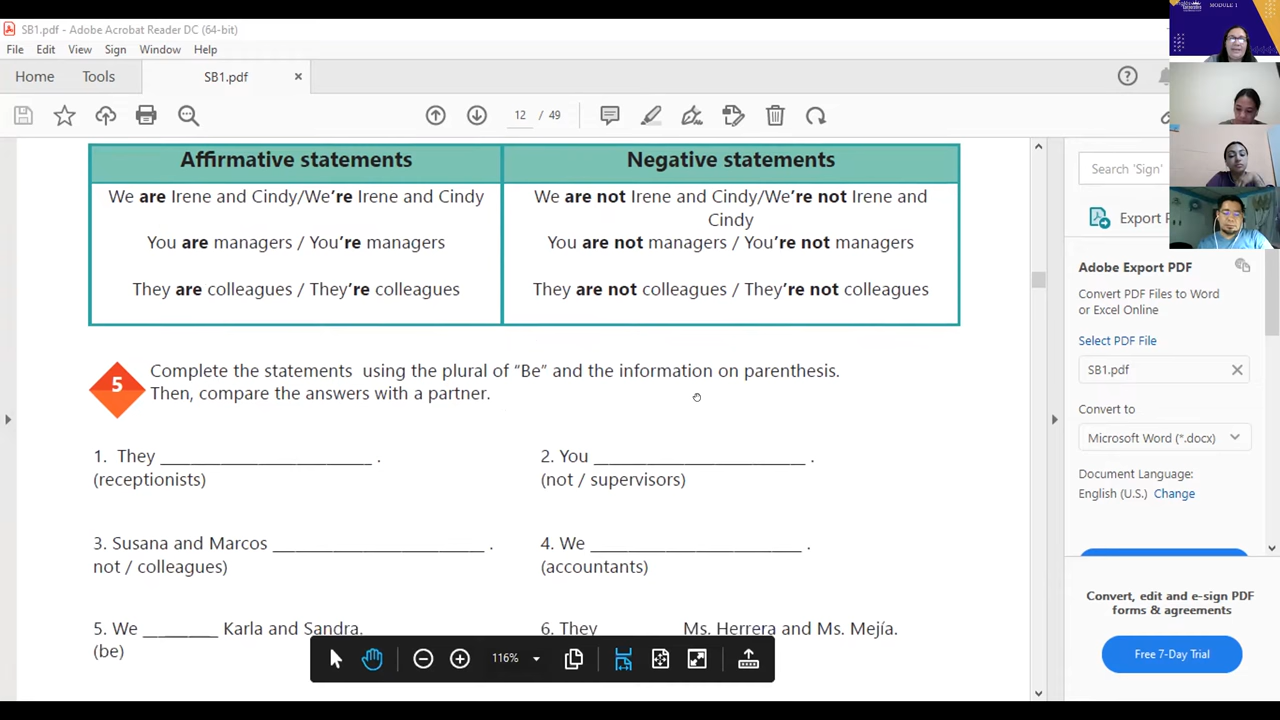 SB1.pdf - Adobe Acrobat Reader DC (64-bit)
File Edit View Sign Window Help
Home Tools SB1.pdf
12 / 49
MODULE 1
Affirmative statements
Negative statements
We are Irene and Cindy/We're Irene and Cindy
We are not Irene and Cindy/We're not Irene and
Cindy
You are managers / You're managers
You are not managers / You're not managers
They are colleagues / They're colleagues
They are not colleagues / They're not colleagues
5
Complete the statements using the plural of "Be" and the information on parenthesis.
Then, compare the answers with a partner.
1. They ______________________ .
(receptionists)
2. You ______________________ .
(not / supervisors)
3. Susana and Marcos ______________________ .
not / colleagues)
4. We ______________________ .
(accountants)
5. We ________ Karla and Sandra.
(be)
6. They Ms. Herrera and Ms. Mejía.
116%
Search 'Sign'
Export P
Adobe Export PDF
Convert PDF Files to Word
or Excel Online
Select PDF File
SB1.pdf
Convert to
Microsoft Word (*.docx)
Document Language:
English (U.S.) Change
Convert, edit and e-sign PDF
forms & agreements
Free 7-Day Trial